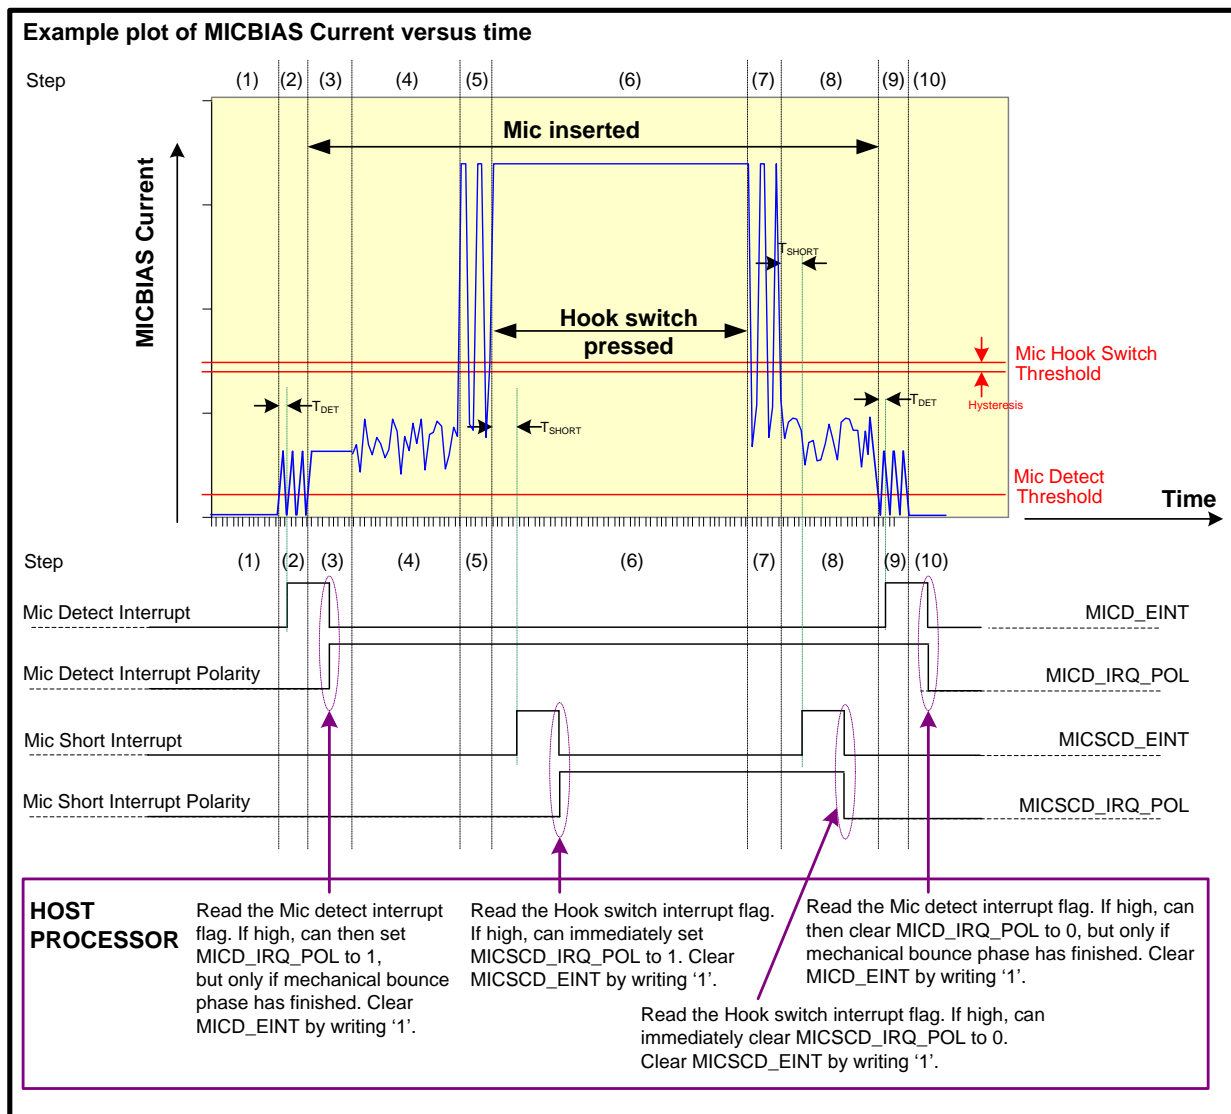 Example plot of MICBIAS Current versus time
Step
(1) (2) (3) (4) (5) (6) (7) (8) (9) (10)
Mic inserted
MICBIAS Current
TSHORT
Hook switch
pressed
Mic Hook Switch
Threshold
Hysteresis
TDET
TDET
TSHORT
Mic Detect
Threshold
Time
Step
(1) (2) (3) (4) (5) (6) (7) (8) (9) (10)
Mic Detect Interrupt
MICD_EINT
Mic Detect Interrupt Polarity
MICD_IRQ_POL
Mic Short Interrupt
MICSCD_EINT
Mic Short Interrupt Polarity
MICSCD_IRQ_POL
HOST
PROCESSOR
Read the Mic detect interrupt
flag. If high, can then set
MICD_IRQ_POL to 1,
but only if mechanical bounce
phase has finished. Clear
MICD_EINT by writing ‘1’.
Read the Hook switch interrupt flag.
If high, can immediately set
MICSCD_IRQ_POL to 1. Clear
MICSCD_EINT by writing ‘1’.
Read the Mic detect interrupt flag. If high, can
then clear MICD_IRQ_POL to 0, but only if
mechanical bounce phase has finished. Clear
MICD_EINT by writing ‘1’.
Read the Hook switch interrupt flag. If high, can
immediately clear MICSCD_IRQ_POL to 0.
Clear MICSCD_EINT by writing ‘1’.